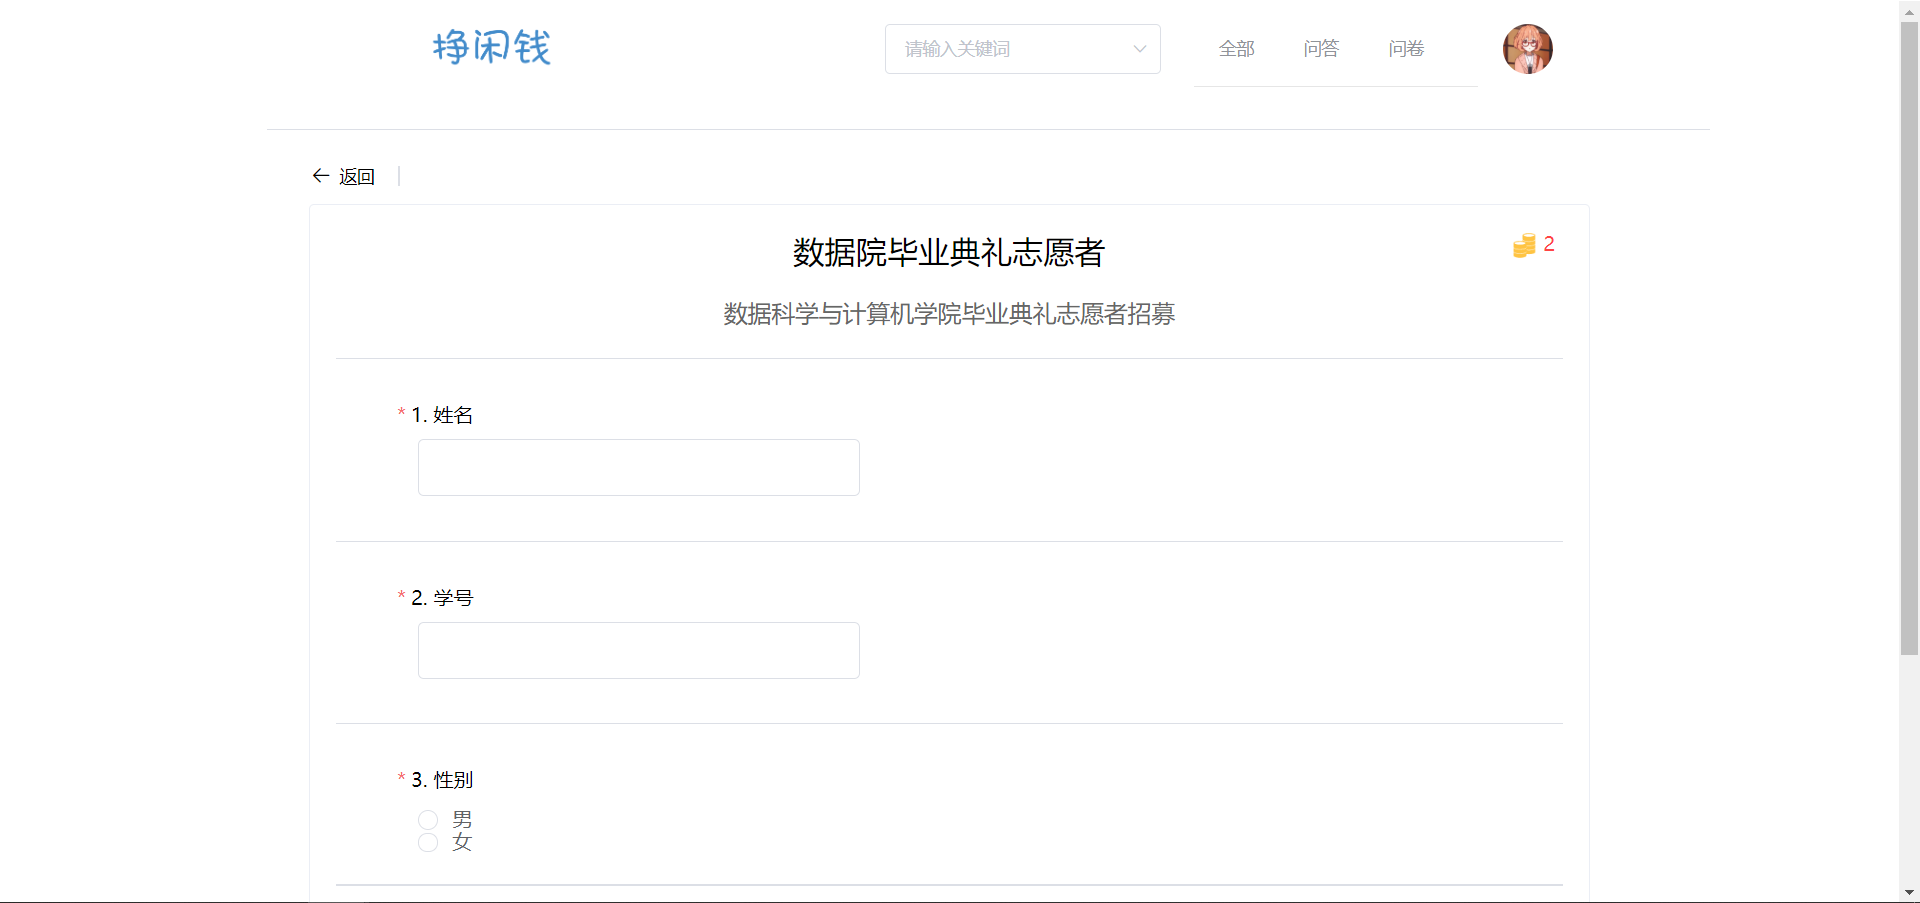 挣闲钱
请输入关键词
全部 问答 问卷
返回
数据院毕业典礼志愿者
2
数据科学与计算机学院毕业典礼志愿者招募
* 1. 姓名
* 2. 学号
* 3. 性别
男
女